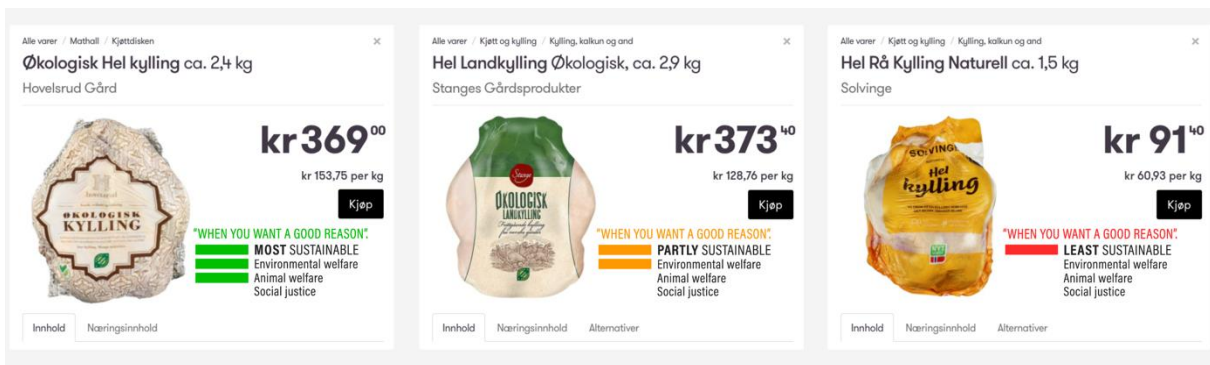 Alle varer / Mathall / Kjøttdisken ×
Økologisk Hel kylling ca. 2,4 kg
Hovelsrud Gård
kr 369⁰⁰
kr 153,75 per kg
Kjøp
ØKOLOGISK
KYLLING
"WHEN YOU WANT A GOOD REASON".
MOST SUSTAINABLE
Environmental welfare
Animal welfare
Social justice
Innhold Næringsinnhold
Alle varer / Kjøtt og kylling / Kylling, kalkun og and ×
Hel Landkylling Økologisk, ca. 2,9 kg
Stanges Gårdsprodukter
kr 373⁴⁰
kr 128,76 per kg
Kjøp
Stange
ØKOLOGISK
LANDKYLLING
"WHEN YOU WANT A GOOD REASON".
PARTLY SUSTAINABLE
Environmental welfare
Animal welfare
Social justice
Innhold Næringsinnhold Alternativer
Alle varer / Kjøtt og kylling / Kylling, kalkun og and ×
Hel Rå Kylling Naturell ca. 1,5 kg
Solvinge
kr 91⁴⁰
kr 60,93 per kg
Kjøp
SOLVINGE
Hel
kylling
"WHEN YOU WANT A GOOD REASON".
LEAST SUSTAINABLE
Environmental welfare
Animal welfare
Social justice
Innhold Næringsinnhold Alternativer